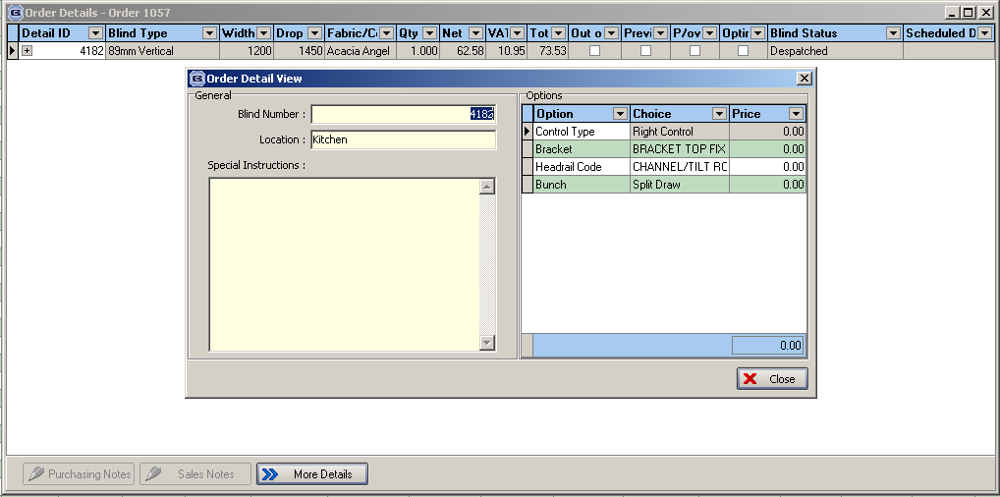 Order Details - Order 1057
Detail ID Blind Type Width Drop Fabric/C Qty Net VAT Tot Out o Previ P/ov Optir Blind Status Scheduled D
4182 89mm Vertical 1200 1450 Acacia Angel 1.000 62.58 10.95 73.53 Despatched
Order Detail View
General
Blind Number : 4182
Location : Kitchen
Special Instructions :
Options
Option Choice Price
Control Type Right Control 0.00
Bracket BRACKET TOP FIX 0.00
Headrail Code CHANNEL/TILT RC 0.00
Bunch Split Draw 0.00
0.00
Close
Purchasing Notes Sales Notes More Details